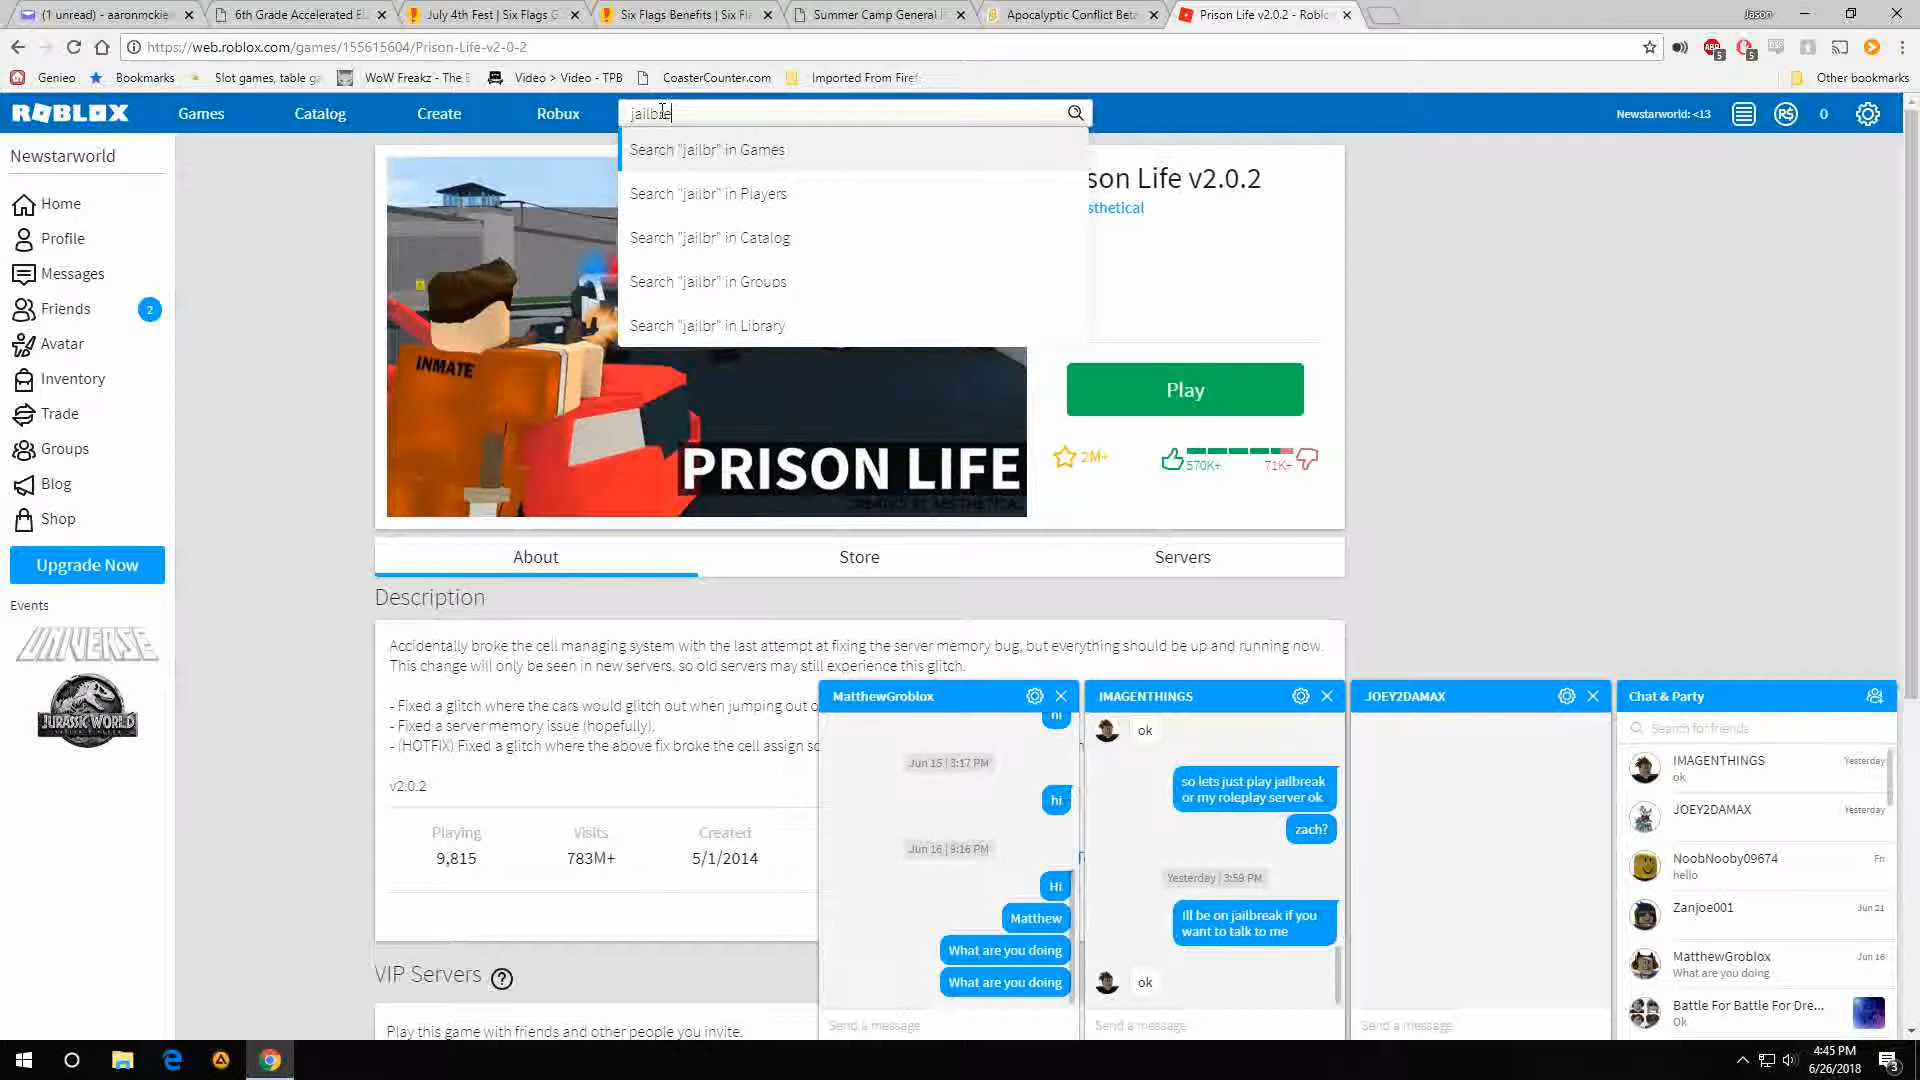 (1 unread) - aaronmckie
6th Grade Accelerated El
July 4th Fest | Six Flags G
Six Flags Benefits | Six Fl
Summer Camp General
Apocalyptic Conflict Beta
Prison Life v2.0.2 - Roblo
Jason
https://web.roblox.com/games/155615604/Prison-Life-v2-0-2
Genieo
Bookmarks
Slot games, table ga
WoW Freakz - The E
Video > Video - TPB
CoasterCounter.com
Imported From Firef
Other bookmarks
ROBLOX
Games
Catalog
Create
Robux
jailbre
Newstarworld: <13
0
Search "jailbr" in Games
Search "jailbr" in Players
Search "jailbr" in Catalog
Search "jailbr" in Groups
Search "jailbr" in Library
Newstarworld
Home
Profile
Messages
Friends
2
Avatar
Inventory
Trade
Groups
Blog
Shop
Upgrade Now
Events
UNIVERSE
JURASSIC WORLD
INMATE
PRISON LIFE
CREATED BY AESTHETICAL
son Life v2.0.2
sthetical
Play
2M+
570K+
71K+
About
Store
Servers
Description
Accidentally broke the cell managing system with the last attempt at fixing the server memory bug, but everything should be up and running now.
This change will only be seen in new servers, so old servers may still experience this glitch.
- Fixed a glitch where the cars would glitch out when jumping out o
- Fixed a server memory issue (hopefully).
- (HOTFIX) Fixed a glitch where the above fix broke the cell assign sc
v2.0.2
Playing
Visits
Created
9,815
783M+
5/1/2014
VIP Servers
Play this game with friends and other people you invite.
MatthewGroblox
hi
Jun 15 | 3:17 PM
hi
Jun 16 | 9:16 PM
Hi
Matthew
What are you doing
What are you doing
Send a message
IMAGENTHINGS
ok
so lets just play jailbreak
or my roleplay server ok
zach?
Yesterday | 3:59 PM
Ill be on jailbreak if you
want to talk to me
ok
Send a message
JOEY2DAMAX
Send a message
Chat & Party
Search for friends
IMAGENTHINGS
Yesterday
ok
JOEY2DAMAX
Yesterday
NoobNooby09674
Fri
hello
Zanjoe001
Jun 21
MatthewGroblox
Jun 16
What are you doing
Battle For Battle For Dre...
Ok
4:45 PM
6/26/2018
3